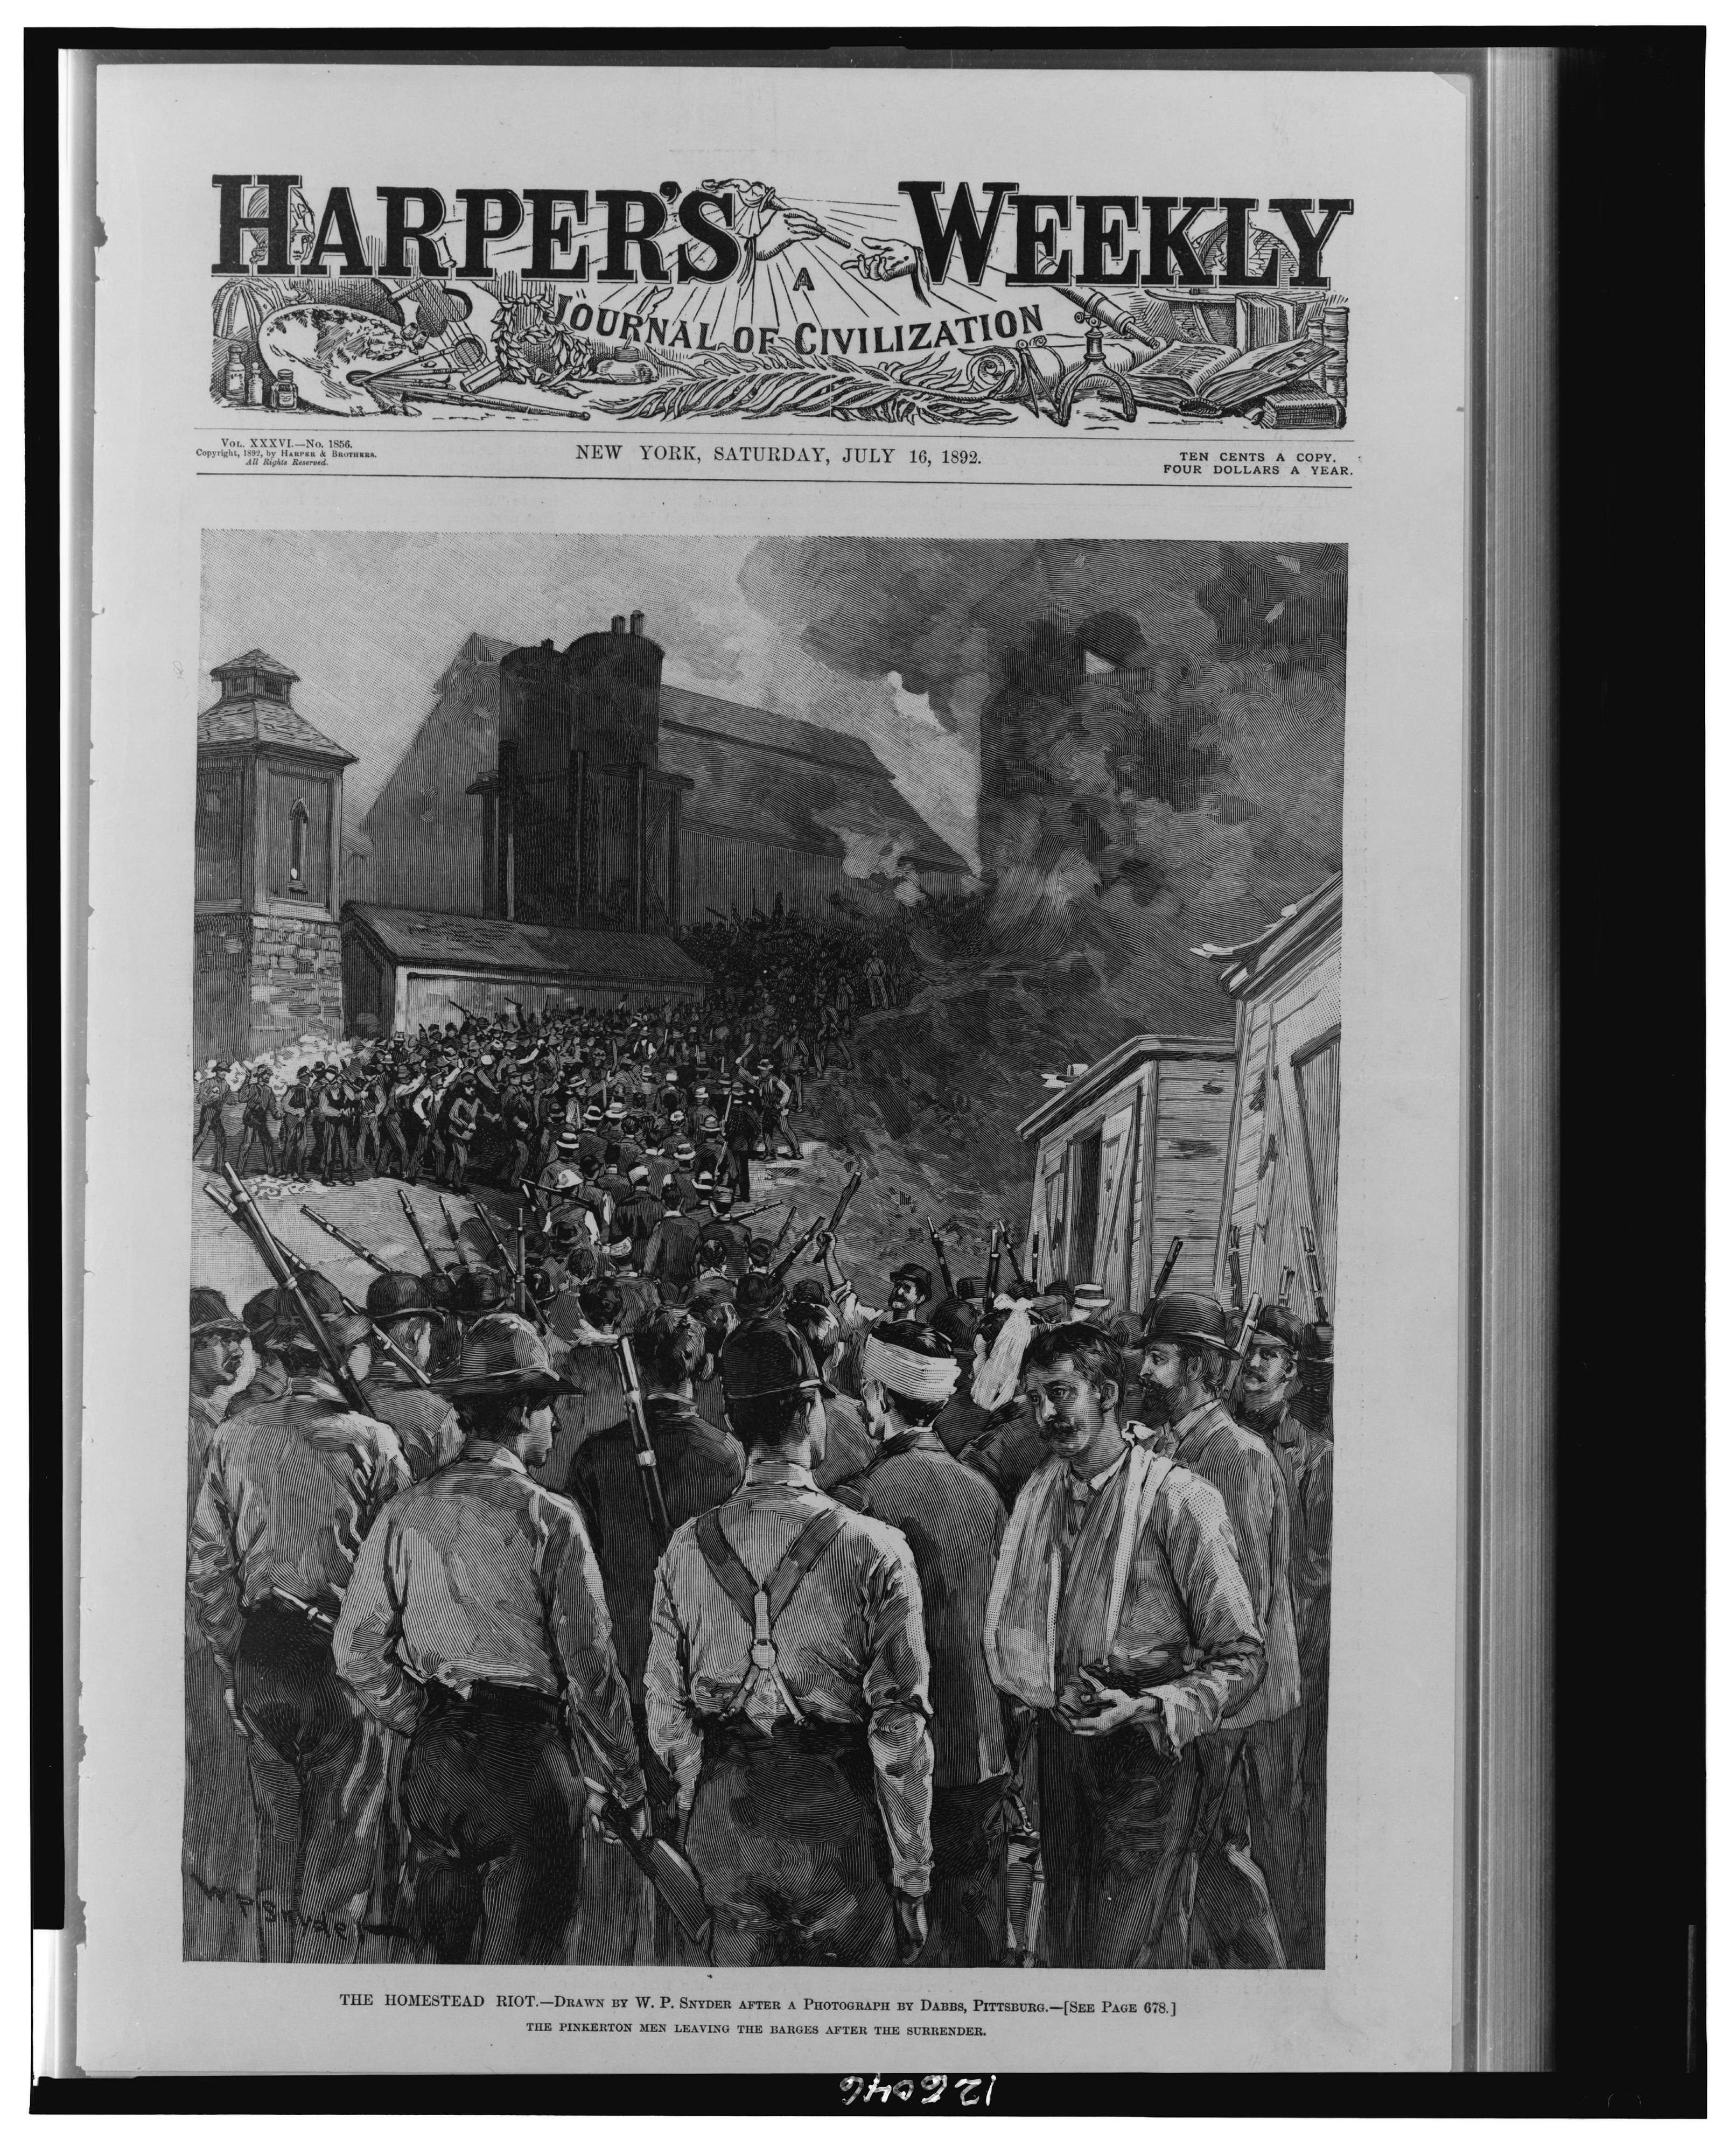 HARPER'S WEEKLY
A
JOURNAL OF CIVILIZATION
VOL. XXXVI.—No. 1856.
Copyright, 1892, by HARPER & BROTHERS.
All Rights Reserved.
NEW YORK, SATURDAY, JULY 16, 1892.
TEN CENTS A COPY.
FOUR DOLLARS A YEAR.
W P Snyder
THE HOMESTEAD RIOT.—DRAWN BY W. P. SNYDER AFTER A PHOTOGRAPH BY DABBS, PITTSBURG.—[SEE PAGE 678.]
THE PINKERTON MEN LEAVING THE BARGES AFTER THE SURRENDER.
126046